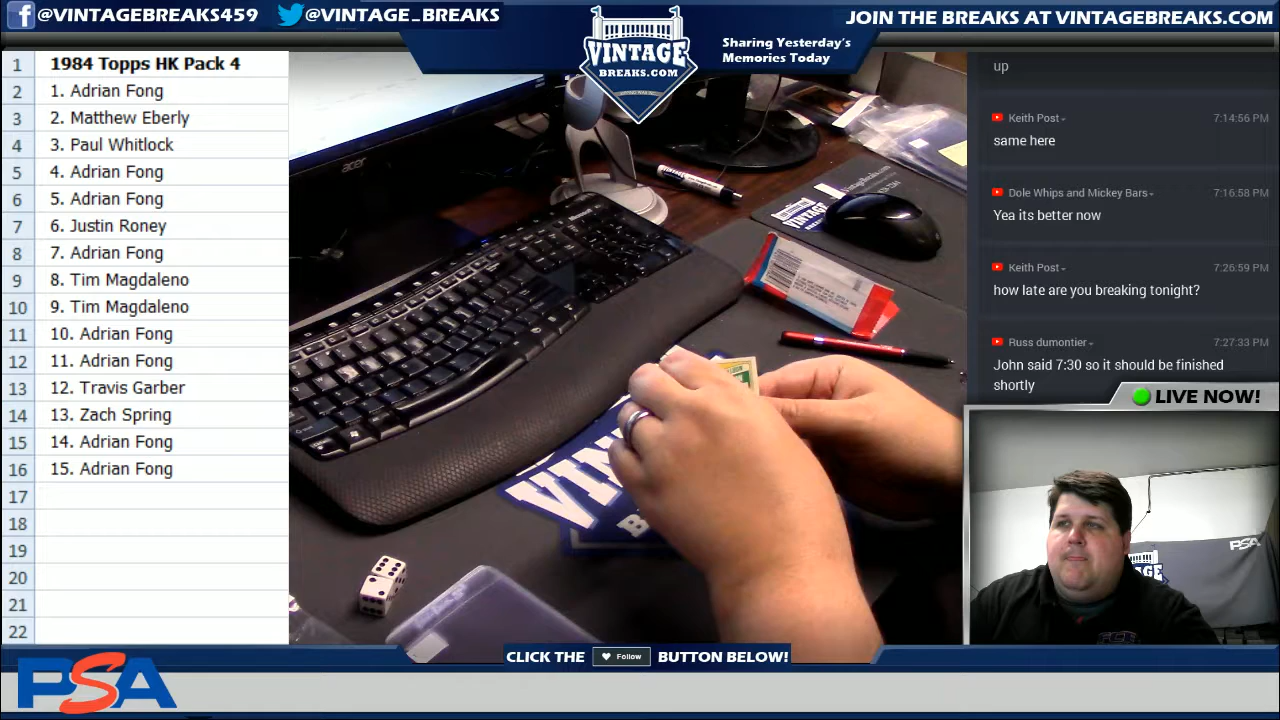 @VINTAGEBREAKS459 @VINTAGE_BREAKS
VINTAGE
BREAKS.COM
Sharing Yesterday's
Memories Today
JOIN THE BREAKS AT VINTAGEBREAKS.COM
1 1984 Topps HK Pack 4
2 1. Adrian Fong
3 2. Matthew Eberly
4 3. Paul Whitlock
5 4. Adrian Fong
6 5. Adrian Fong
7 6. Justin Roney
8 7. Adrian Fong
9 8. Tim Magdaleno
10 9. Tim Magdaleno
11 10. Adrian Fong
12 11. Adrian Fong
13 12. Travis Garber
14 13. Zach Spring
15 14. Adrian Fong
16 15. Adrian Fong
17
18
19
20
21
22
acer
up
Keith Post 7:14:56 PM
same here
Dole Whips and Mickey Bars 7:16:58 PM
Yea its better now
Keith Post 7:26:59 PM
how late are you breaking tonight?
Russ dumontier 7:27:33 PM
John said 7:30 so it should be finished
shortly
LIVE NOW!
PSA
CLICK THE Follow BUTTON BELOW!
PSA